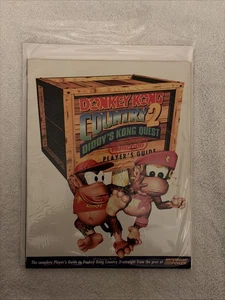 DONKEY KONG
COUNTRY 2
DIDDY'S KONG QUEST
PLAYER'S GUIDE
The complete Player's Guide to Donkey Kong Country 2 straight from the pros at